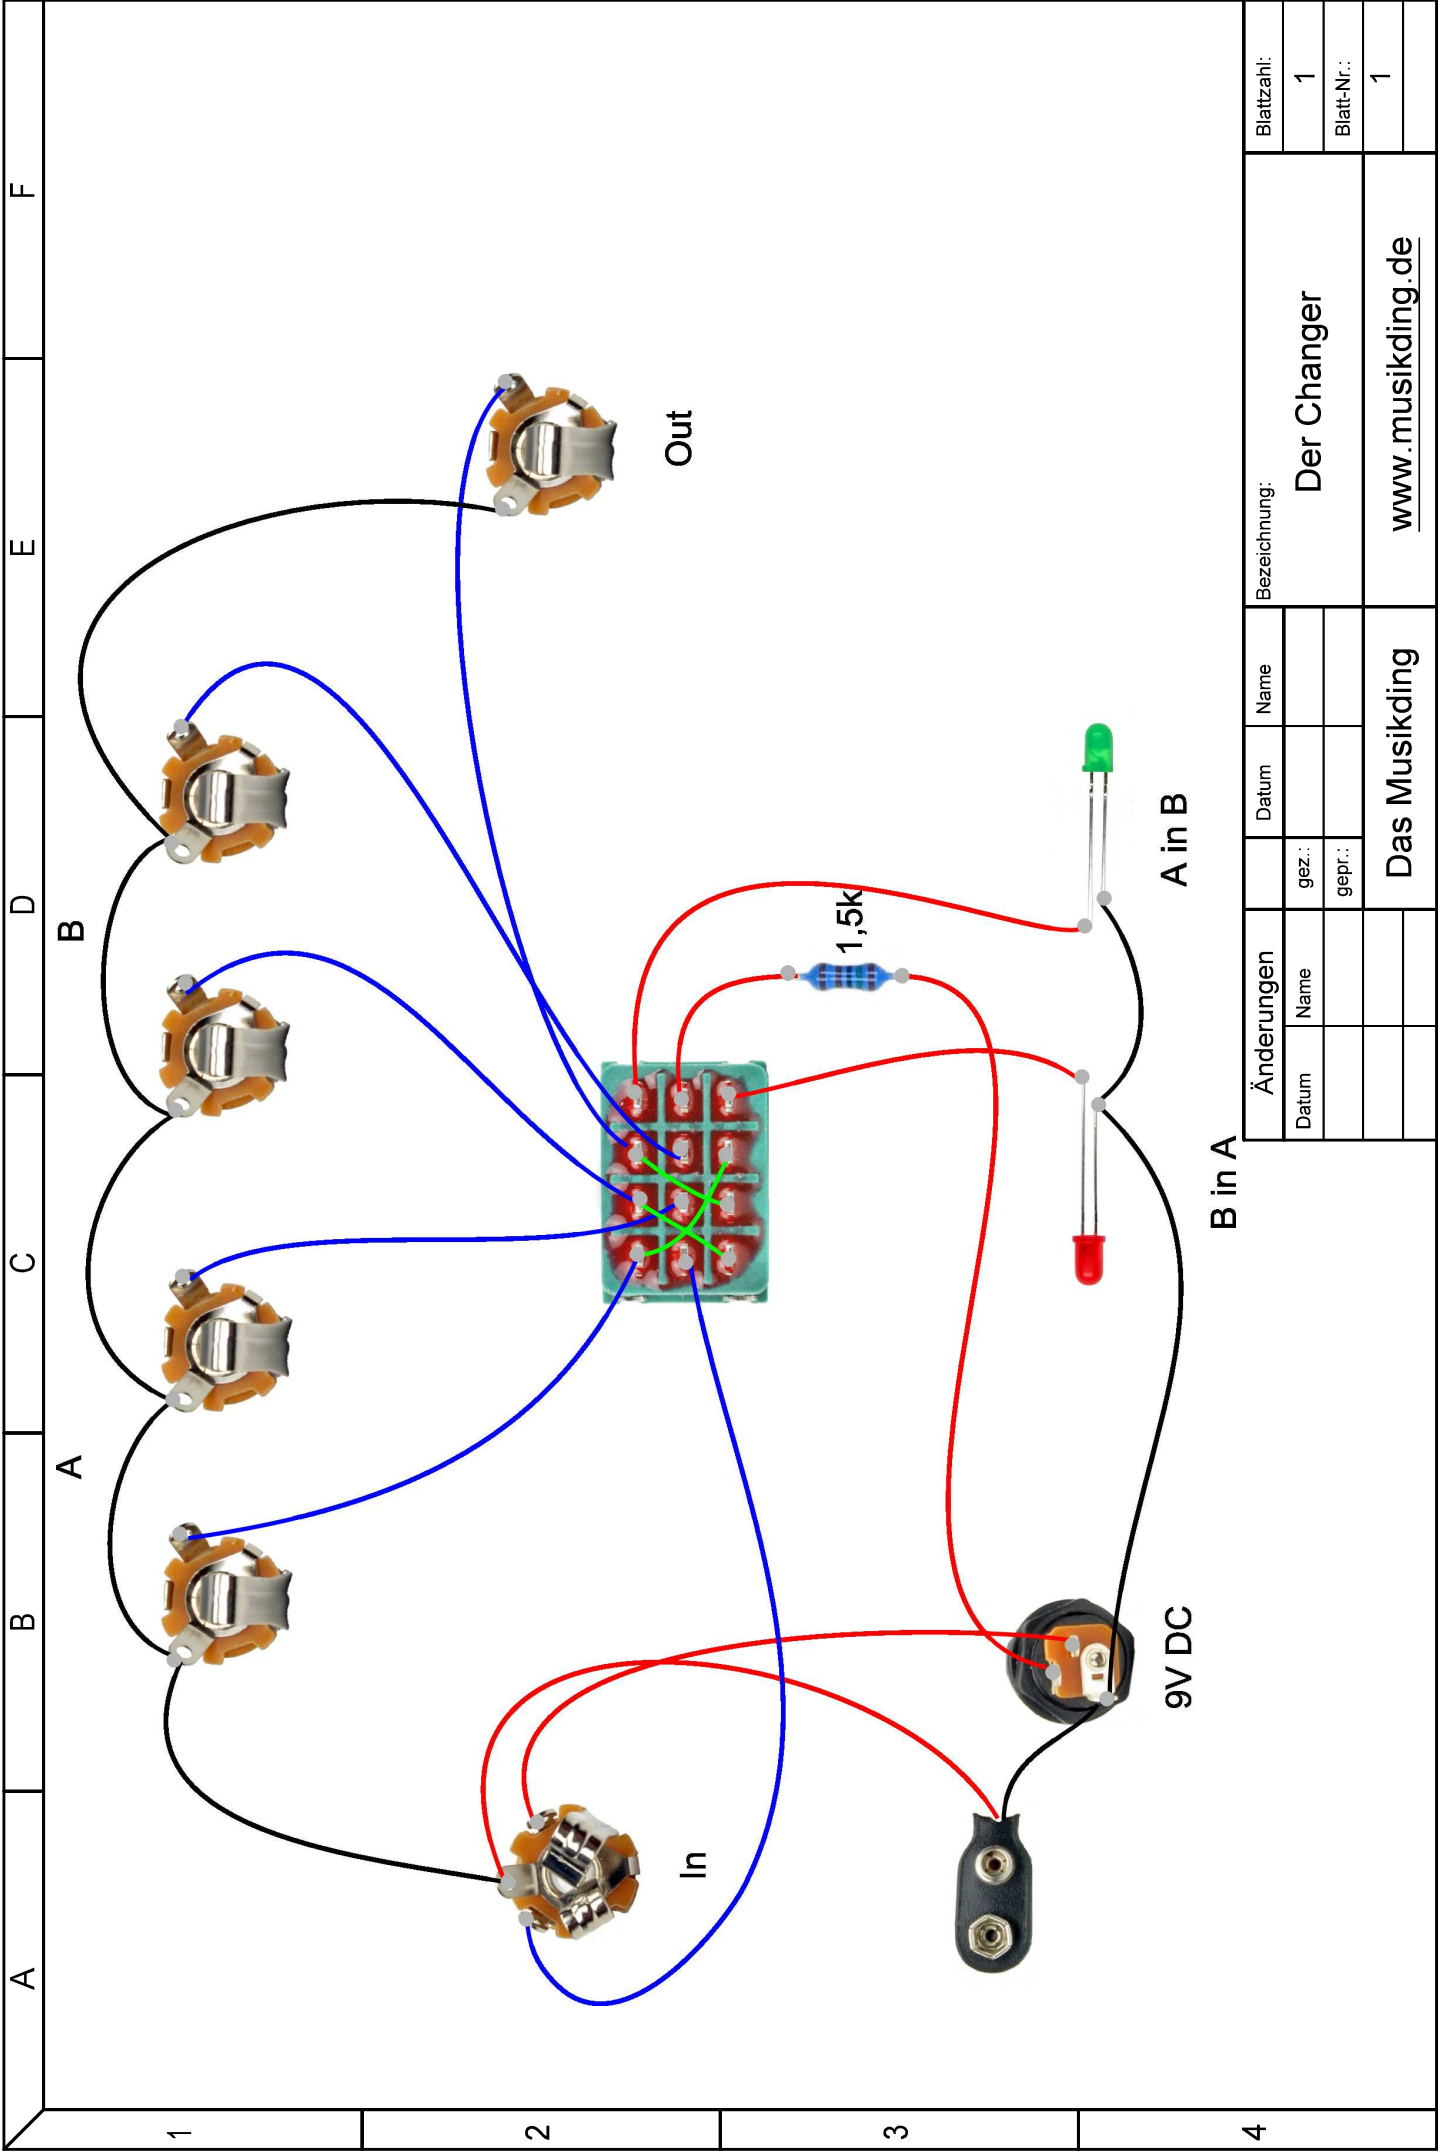 A
B
C
D
E
F
1
2
3
4
A
B
In
Out
1,5k
9V DC
B in A
A in B
Änderungen
Datum
Name
Datum
Name
gez.:
gepr.:
Das Musikding
Bezeichnung:
Der Changer
www.musikding.de
Blattzahl:
1
Blatt-Nr.:
1